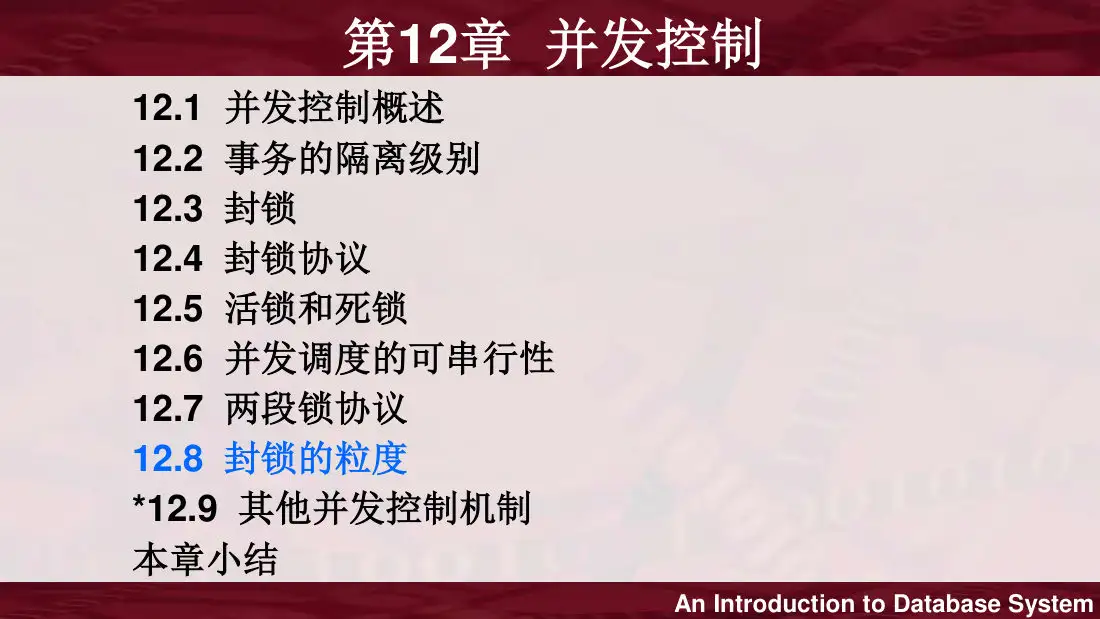 第12章 并发控制
12.1 并发控制概述
12.2 事务的隔离级别
12.3 封锁
12.4 封锁协议
12.5 活锁和死锁
12.6 并发调度的可串行性
12.7 两段锁协议
12.8 封锁的粒度
*12.9 其他并发控制机制
本章小结
An Introduction to Database System